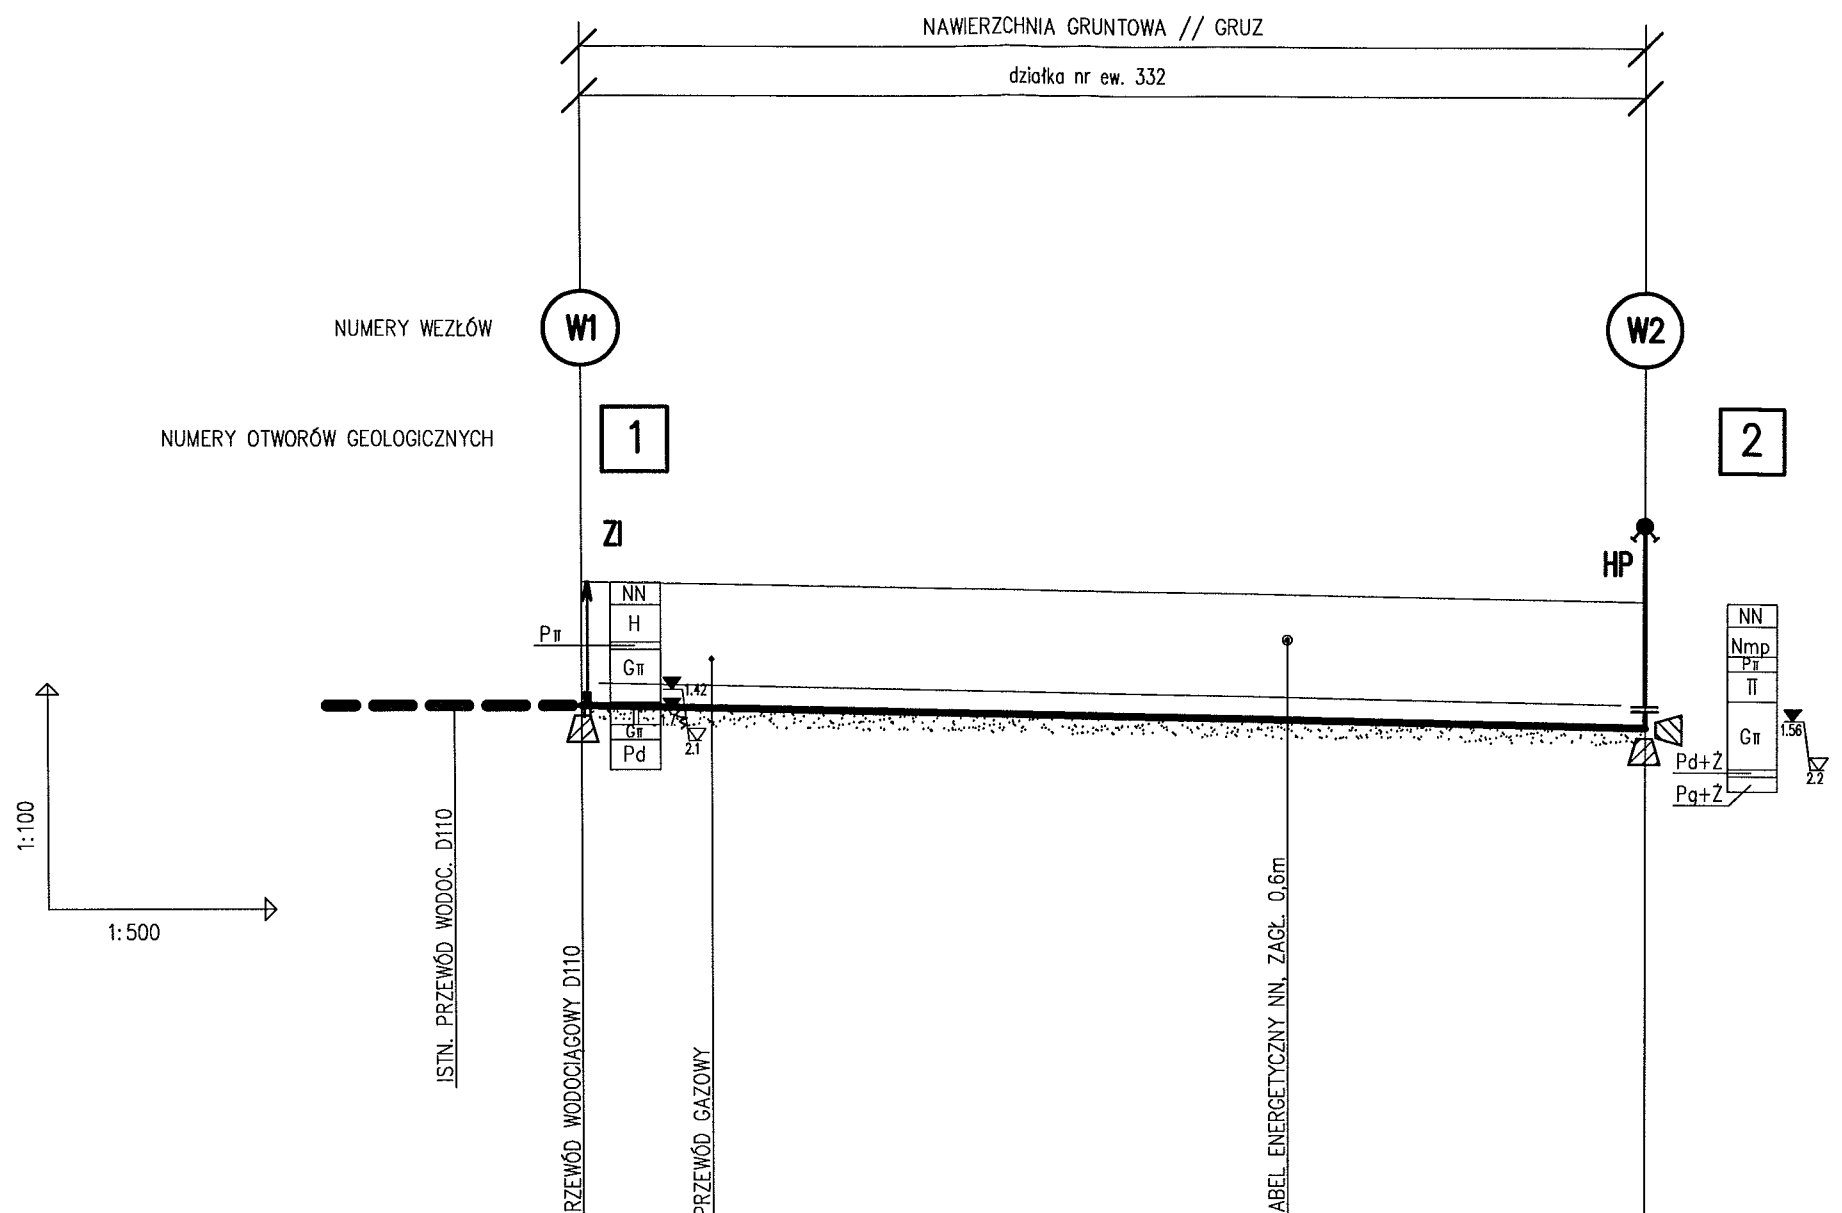 NAWIERZCHNIA GRUNTOWA // GRUZ
działka nr ew. 332
NUMERY WEZŁÓW
W1
W2
NUMERY OTWORÓW GEOLOGICZNYCH
1
2
ZI
HP
NN
H
Pπ
Gπ
1.42
Gπ
2.1
Pd
NN
Nmp
Pπ
π
Gπ
1.56
2.2
Pd+Ż
Pg+Ż
1:100
1:500
ISTN. PRZEWÓD WODOC. D110
RZEWÓD WODOCIĄGOWY D110
PRZEWÓD GAZOWY
ABEL ENERGETYCZNY NN, ZAGŁ. 0,6m